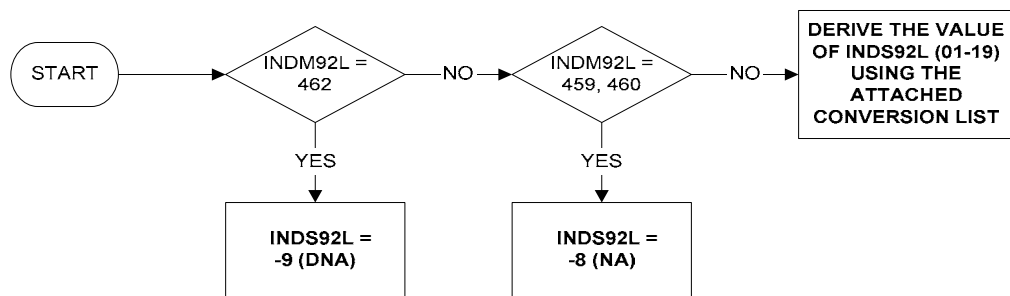 START
INDM92L =
462
NO
INDM92L =
459, 460
NO
DERIVE THE VALUE
OF INDS92L (01-19)
USING THE
ATTACHED
CONVERSION LIST
YES
YES
INDS92L =
-9 (DNA)
INDS92L =
-8 (NA)